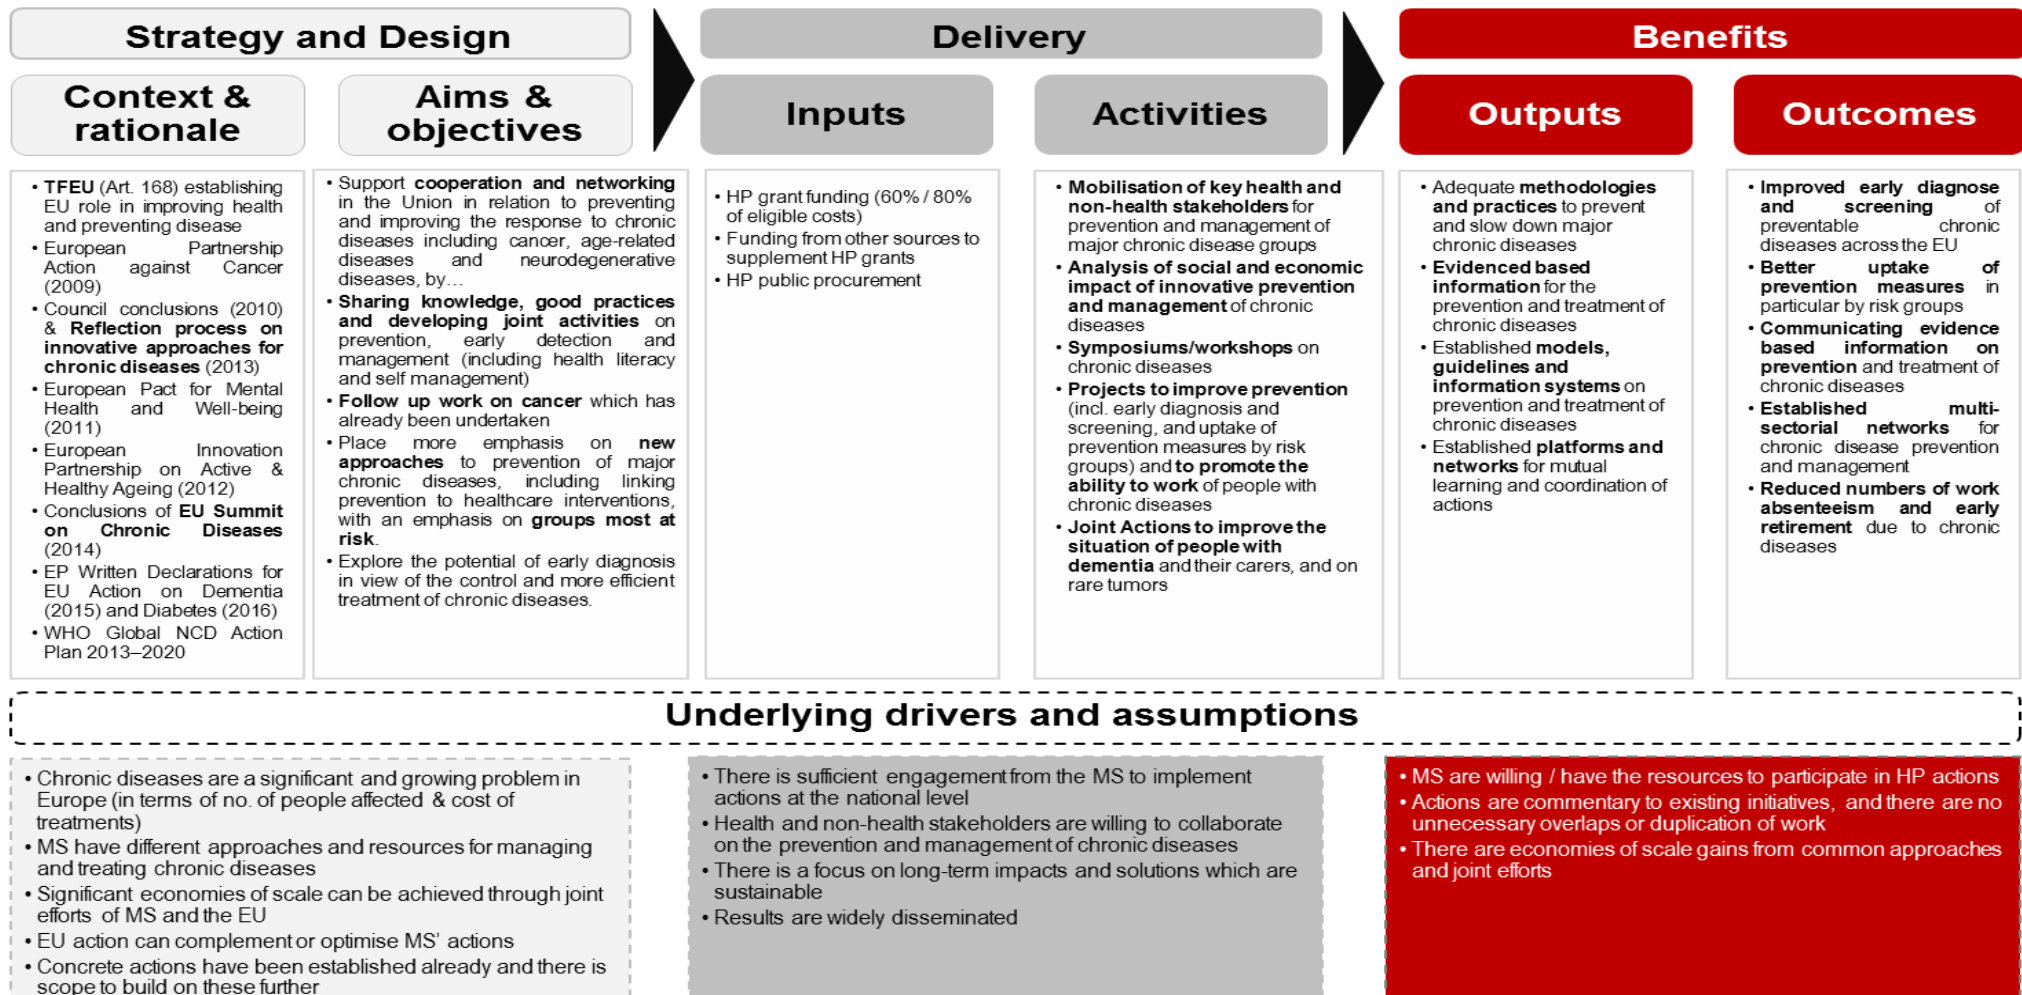 Strategy and Design
Delivery
Benefits
Context &
rationale
Aims &
objectives
Inputs
Activities
Outputs
Outcomes
• TFEU (Art. 168) establishing
EU role in improving health
and preventing disease
• European Partnership
Action against Cancer
(2009)
• Council conclusions (2010)
& Reflection process on
innovative approaches for
chronic diseases (2013)
• European Pact for Mental
Health and Well-being
(2011)
• European Innovation
Partnership on Active &
Healthy Ageing (2012)
• Conclusions of EU Summit
on Chronic Diseases
(2014)
• EP Written Declarations for
EU Action on Dementia
(2015) and Diabetes (2016)
• WHO Global NCD Action
Plan 2013–2020
• Support cooperation and networking
in the Union in relation to preventing
and improving the response to chronic
diseases including cancer, age-related
diseases and neurodegenerative
diseases, by…
• Sharing knowledge, good practices
and developing joint activities on
prevention, early detection and
management (including health literacy
and self management)
• Follow up work on cancer which has
already been undertaken
• Place more emphasis on new
approaches to prevention of major
chronic diseases, including linking
prevention to healthcare interventions,
with an emphasis on groups most at
risk.
• Explore the potential of early diagnosis
in view of the control and more efficient
treatment of chronic diseases.
• HP grant funding (60% / 80%
of eligible costs)
• Funding from other sources to
supplement HP grants
• HP public procurement
• Mobilisation of key health and
non-health stakeholders for
prevention and management of
major chronic disease groups
• Analysis of social and economic
impact of innovative prevention
and management of chronic
diseases
• Symposiums/workshops on
chronic diseases
• Projects to improve prevention
(incl. early diagnosis and
screening, and uptake of
prevention measures by risk
groups) and to promote the
ability to work of people with
chronic diseases
• Joint Actions to improve the
situation of people with
dementia and their carers, and on
rare tumors
• Adequate methodologies
and practices to prevent
and slow down major
chronic diseases
• Evidenced based
information for the
prevention and treatment of
chronic diseases
• Established models,
guidelines and
information systems on
prevention and treatment of
chronic diseases
• Established platforms and
networks for mutual
learning and coordination of
actions
• Improved early diagnose
and screening of
preventable chronic
diseases across the EU
• Better uptake of
prevention measures in
particular by risk groups
• Communicating evidence
based information on
prevention and treatment of
chronic diseases
• Established multi-
sectorial networks for
chronic disease prevention
and management
• Reduced numbers of work
absenteeism and early
retirement due to chronic
diseases
Underlying drivers and assumptions
• Chronic diseases are a significant and growing problem in
Europe (in terms of no. of people affected & cost of
treatments)
• MS have different approaches and resources for managing
and treating chronic diseases
• Significant economies of scale can be achieved through joint
efforts of MS and the EU
• EU action can complement or optimise MS' actions
• Concrete actions have been established already and there is
scope to build on these further
• There is sufficient engagement from the MS to implement
actions at the national level
• Health and non-health stakeholders are willing to collaborate
on the prevention and management of chronic diseases
• There is a focus on long-term impacts and solutions which are
sustainable
• Results are widely disseminated
• MS are willing / have the resources to participate in HP actions
• Actions are commentary to existing initiatives, and there are no
unnecessary overlaps or duplication of work
• There are economies of scale gains from common approaches
and joint efforts